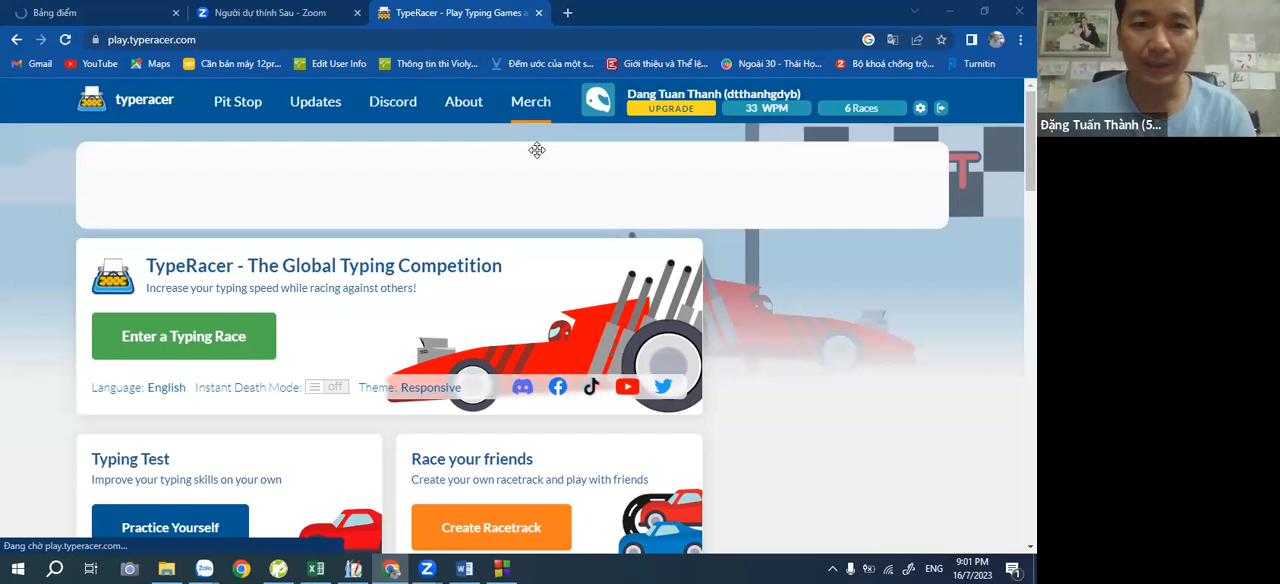 Bảng điểm
Người dự thính Sau - Zoom
TypeRacer - Play Typing Games a
play.typeracer.com
Gmail
YouTube
Maps
Cần bán máy 12pr...
Edit User Info
Thông tin thi Violy...
Đếm ước của một s...
Giới thiệu và Thể lệ...
Ngoài 30 - Thái Họ...
Bộ khoá chống trộ...
Turnitin
typeracer
Pit Stop
Updates
Discord
About
Merch
Dang Tuan Thanh (dtthanhgdyb)
UPGRADE
33 WPM
6 Races
Đặng Tuấn Thành (5...
T
TypeRacer - The Global Typing Competition
Increase your typing speed while racing against others!
Enter a Typing Race
Language: English Instant Death Mode: off Theme: Responsive
Typing Test
Improve your typing skills on your own
Practice Yourself
Race your friends
Create your own racetrack and play with friends
Create Racetrack
Đang chờ play.typeracer.com...
Zalo
ENG
9:01 PM
16/7/2023
1